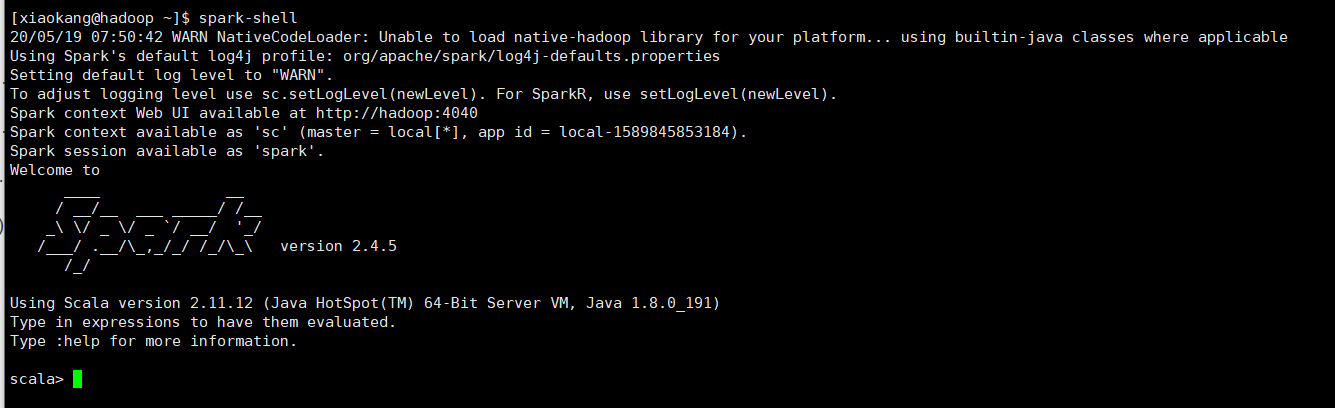 [xiaokang@hadoop ~]$ spark-shell
20/05/19 07:50:42 WARN NativeCodeLoader: Unable to load native-hadoop library for your platform... using builtin-java classes where applicable
Using Spark's default log4j profile: org/apache/spark/log4j-defaults.properties
Setting default log level to "WARN".
To adjust logging level use sc.setLogLevel(newLevel). For SparkR, use setLogLevel(newLevel).
Spark context Web UI available at http://hadoop:4040
Spark context available as 'sc' (master = local[*], app id = local-1589845853184).
Spark session available as 'spark'.
Welcome to
      ____              __
     / __/__  ___ _____/ /__
    _\ \/ _ \/ _ `/ __/  '_/
   /___/ .__/\_,_/_/ /_/\_\   version 2.4.5
      /_/
Using Scala version 2.11.12 (Java HotSpot(TM) 64-Bit Server VM, Java 1.8.0_191)
Type in expressions to have them evaluated.
Type :help for more information.
scala>